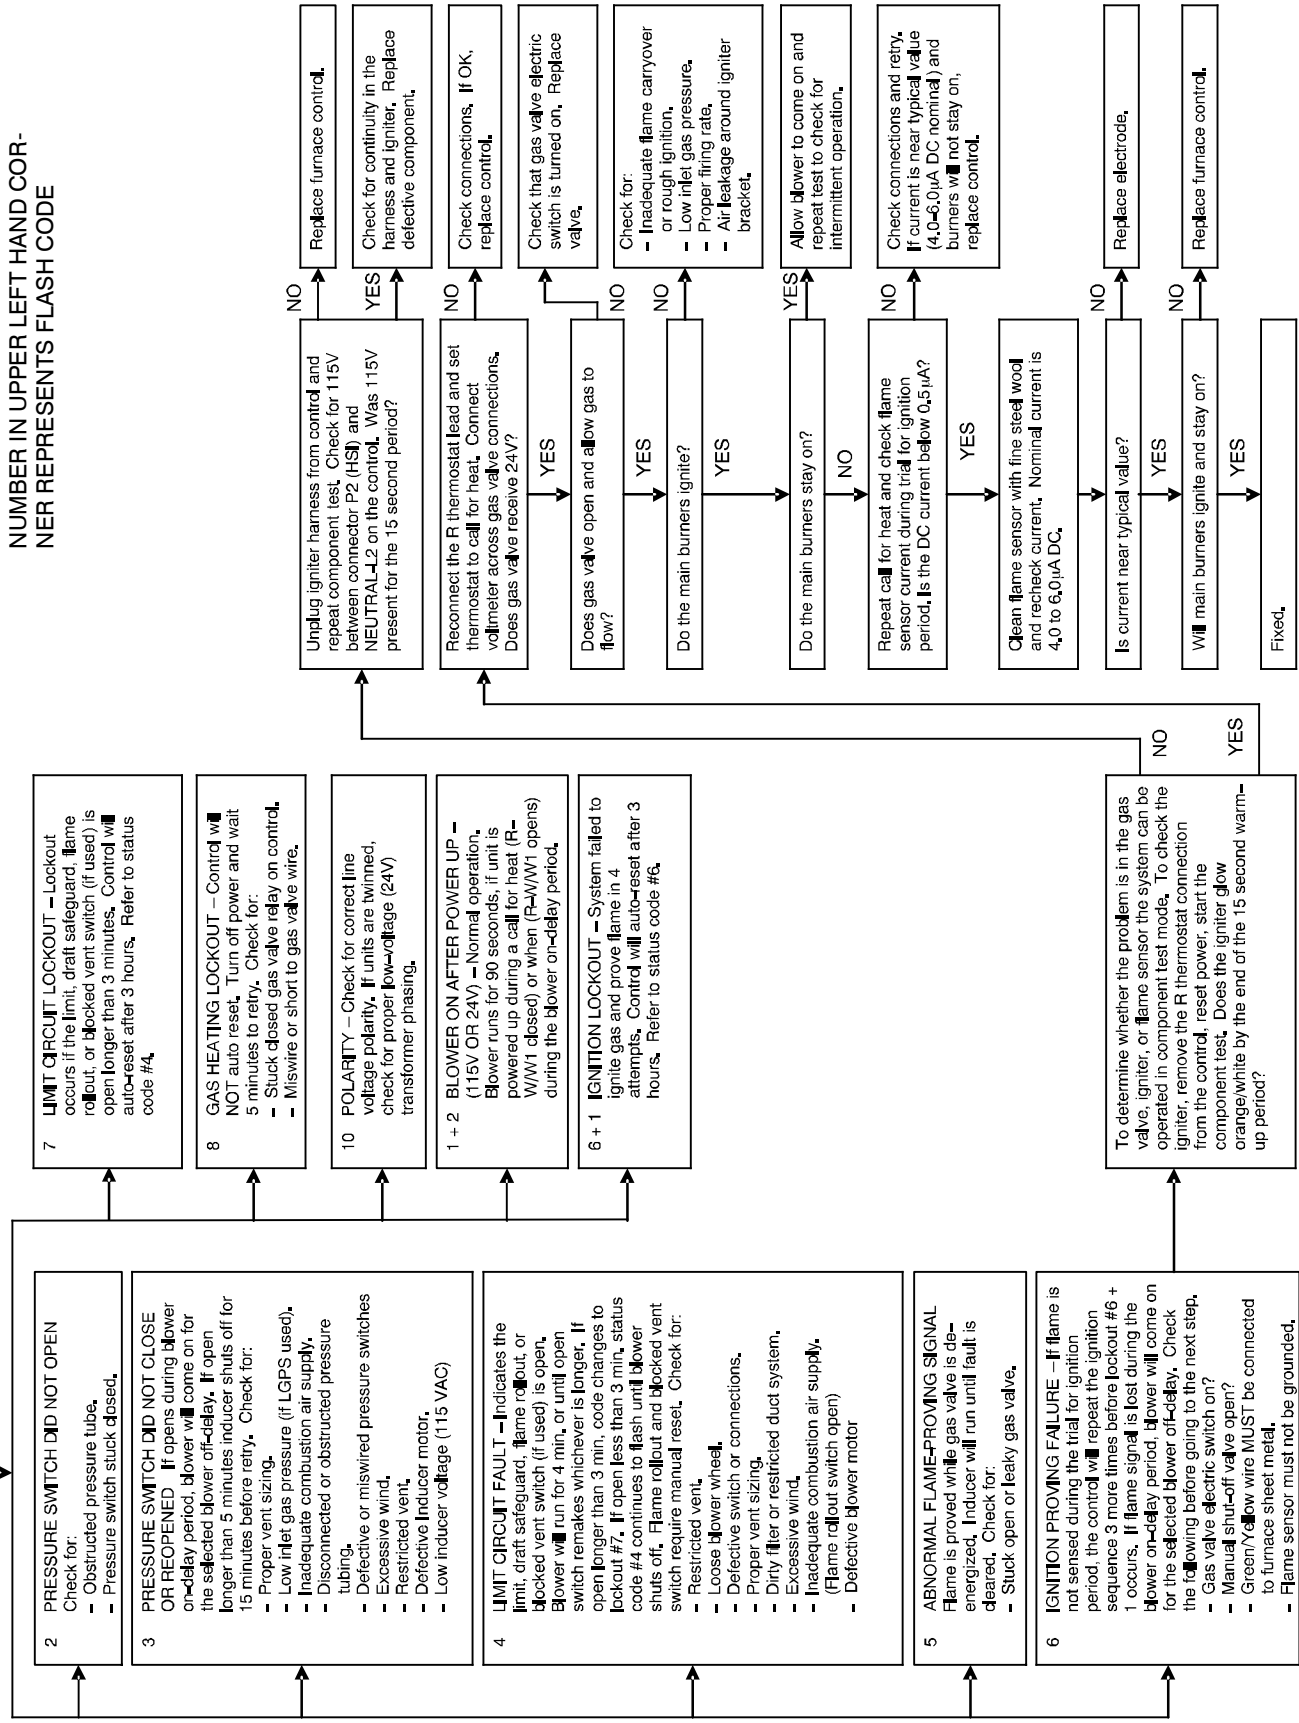 NUMBER IN UPPER LEFT HAND COR-
NER REPRESENTS FLASH CODE
2 PRESSURE SWITCH DID NOT OPEN
Check for:
- Obstructed pressure tube.
- Pressure switch stuck closed.
3 PRESSURE SWITCH DID NOT CLOSE
OR REOPENED  If opens during blower
on-delay period, blower will come on for
the selected blower off-delay. If open
longer than 5 minutes inducer shuts off for
15 minutes before retry. Check for:
- Proper vent sizing.
- Low inlet gas pressure (if LGPS used).
- Inadequate combustion air supply.
- Disconnected or obstructed pressure
tubing.
- Defective or miswired pressure switches
- Excessive wind.
- Restricted vent.
- Defective Inducer motor.
- Low inducer voltage (115 VAC)
4 LIMIT CIRCUIT FAULT – Indicates the
limit, draft safeguard, flame rollout, or
blocked vent switch (if used) is open.
Blower will run for 4 min. or until open
switch remakes whichever is longer. If
open longer than 3 min, code changes to
lockout #7. If open less than 3 min. status
code #4 continues to flash until blower
shuts off. Flame rollout and blocked vent
switch require manual reset. Check for:
- Restricted vent.
- Loose blower wheel.
- Defective switch or connections.
- Proper vent sizing.
- Dirty filter or restricted duct system.
- Excessive wind.
- Inadequate combustion air supply.
(Flame rollout switch open)
- Defective blower motor
5 ABNORMAL FLAME-PROVING SIGNAL
Flame is proved while gas valve is de-
energized. Inducer will run until fault is
cleared. Check for:
- Stuck open or leaky gas valve.
6 IGNITION PROVING FAILURE – If flame is
not sensed during the trial for ignition
period, the control will repeat the ignition
sequence 3 more times before lockout #6 +
1 occurs. If flame signal is lost during the
blower on-delay period, blower will come on
for the selected blower off-delay. Check
the following before going to the next step.
- Gas valve electric switch on?
- Manual shut-off valve open?
- Green/Yellow wire MUST be connected
to furnace sheet metal.
- Flame sensor must not be grounded.
7 LIMIT CIRCUIT LOCKOUT – Lockout
occurs if the limit, draft safeguard, flame
rollout, or blocked vent switch (if used) is
open longer than 3 minutes. Control will
auto-reset after 3 hours. Refer to status
code #4.
8 GAS HEATING LOCKOUT – Control will
NOT auto reset. Turn off power and wait
5 minutes to retry. Check for:
- Stuck closed gas valve relay on control.
- Miswire or short to gas valve wire.
10 POLARITY – Check for correct line
voltage polarity. If units are twinned,
check for proper low-voltage (24V)
transformer phasing.
1 + 2 BLOWER ON AFTER POWER UP –
(115V OR 24V) – Normal operation.
Blower runs for 90 seconds, if unit is
powered up during a call for heat (R-
W/W1 closed) or when (R-W/W1 opens)
during the blower on-delay period.
6 + 1 IGNITION LOCKOUT – System failed to
ignite gas and prove flame in 4
attempts. Control will auto-reset after 3
hours. Refer to status code #6.
To determine whether the problem is in the gas
valve, igniter, or flame sensor the system can be
operated in component test mode. To check the
igniter, remove the R thermostat connection
from the control, reset power, start the
component test. Does the igniter glow
orange/white by the end of the 15 second warm-
up period?
NO
YES
Unplug igniter harness from control and
repeat component test. Check for 115V
between connector P2 (HSI) and
NEUTRAL-L2 on the control. Was 115V
present for the 15 second period?
NO
Replace furnace control.
YES
Check for continuity in the
harness and igniter. Replace
defective component.
Reconnect the R thermostat lead and set
thermostat to call for heat. Connect
voltmeter across gas valve connections.
Does gas valve receive 24V?
NO
Check connections. If OK,
replace control.
YES
Does gas valve open and allow gas to
flow?
Check that gas valve electric
switch is turned on. Replace
valve.
NO
YES
Do the main burners ignite?
NO
Check for:
- Inadequate flame carryover
or rough ignition.
- Low inlet gas pressure.
- Proper firing rate.
- Air leakage around igniter
bracket.
YES
Do the main burners stay on?
YES
Allow blower to come on and
repeat test to check for
intermittent operation.
NO
Repeat call for heat and check flame
sensor current during trial for ignition
period. Is the DC current below 0.5 µA?
NO
Check connections and retry.
If current is near typical value
(4.0–6.0µA DC nominal) and
burners will not stay on,
replace control.
YES
Clean flame sensor with fine steel wool
and recheck current. Nominal current is
4.0 to 6.0µA DC.
Is current near typical value?
NO
Replace electrode.
YES
Will main burners ignite and stay on?
NO
Replace furnace control.
YES
Fixed.